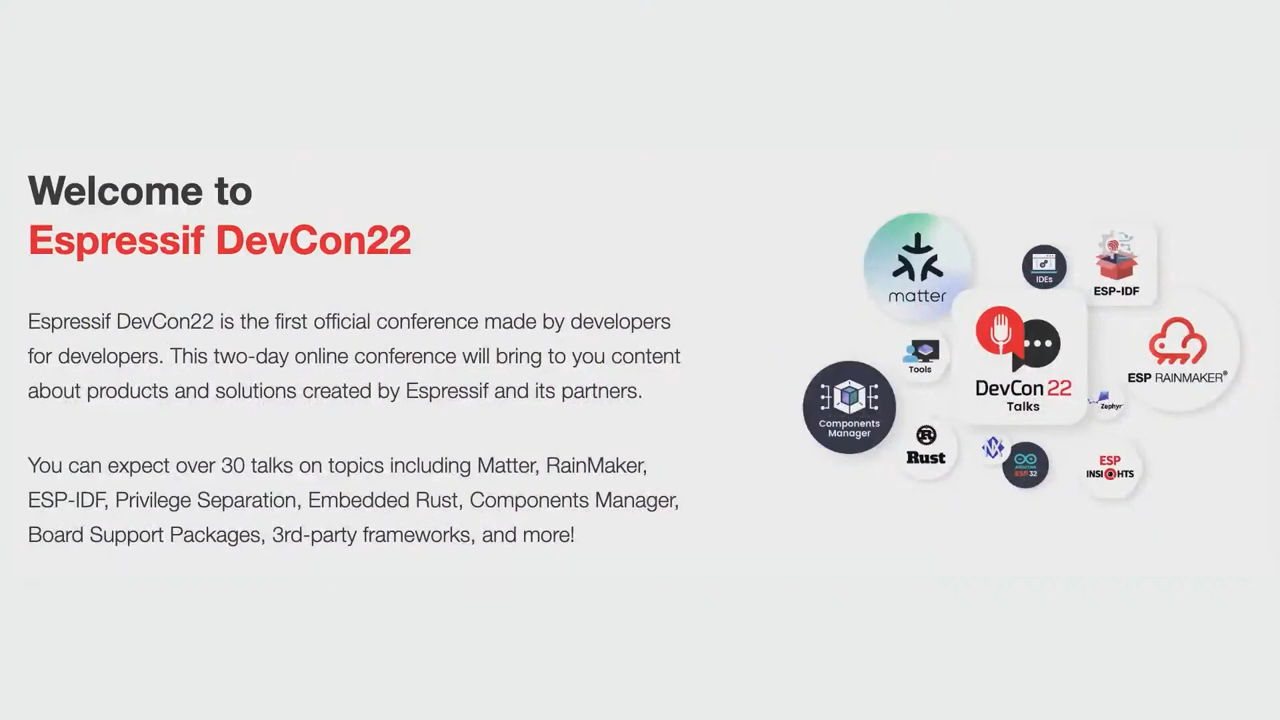 Welcome to
Espressif DevCon22
Espressif DevCon22 is the first official conference made by developers
for developers. This two-day online conference will bring to you content
about products and solutions created by Espressif and its partners.
You can expect over 30 talks on topics including Matter, RainMaker,
ESP-IDF, Privilege Separation, Embedded Rust, Components Manager,
Board Support Packages, 3rd-party frameworks, and more!
matter
IDEs
ESP-IDF
Tools
DevCon 22
Talks
ESP RAINMAKER®
Components
Manager
Zephyr
R
Rust
ARDUINO
ESP32
ESP
INSIGHTS